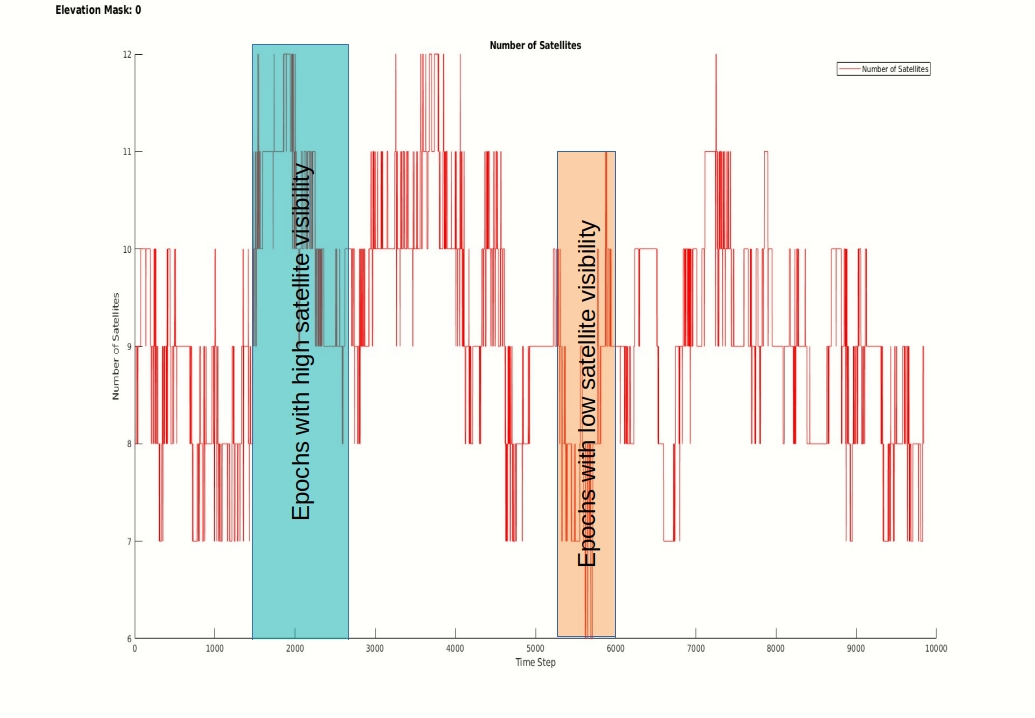 Elevation Mask: 0
Number of Satellites
Number of Satellites
12
11
10
9
8
7
6
Number of Satellites
Epochs with high satellite visibility
Epochs with low satellite visibility
0 1000 2000 3000 4000 5000 6000 7000 8000 9000 10000
Time Step